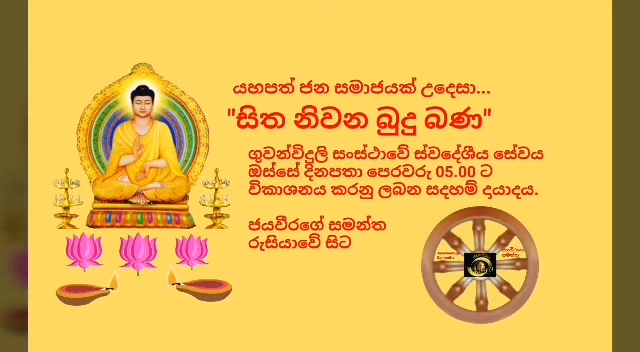 යහපත් ජන සමාජයක් උදෙසා...
"සිත නිවන බුදු බණ"
ගුවන්විදුලි සංස්ථාවේ ස්වදේශීය සේවය
ඔස්සේ දිනපතා පෙරවරු 05.00 ට
විකාශනය කරනු ලබන සදහම් දායාදය.
ජයවීරගේ සමන්ත
රුසියාවේ සිට